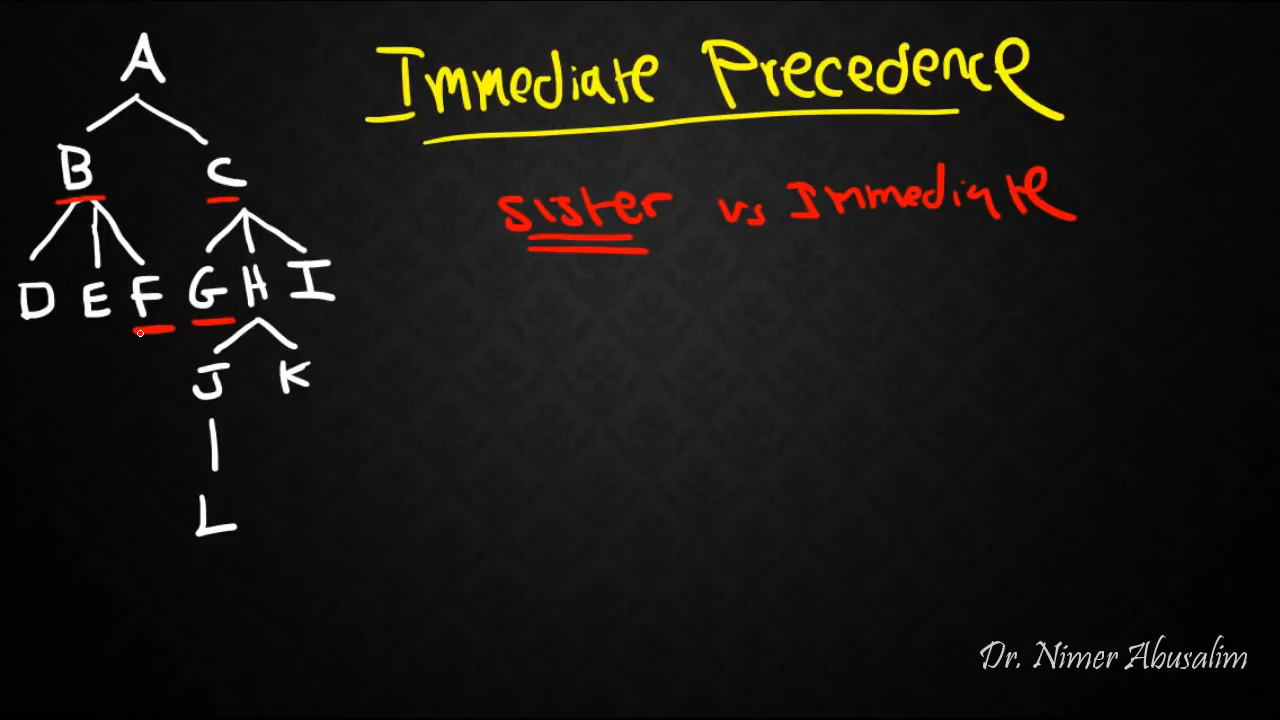 A
Immediate Precedence
B C
sister vs Immediate
D E F G H I
J K
L
Dr. Nimer Abusalim